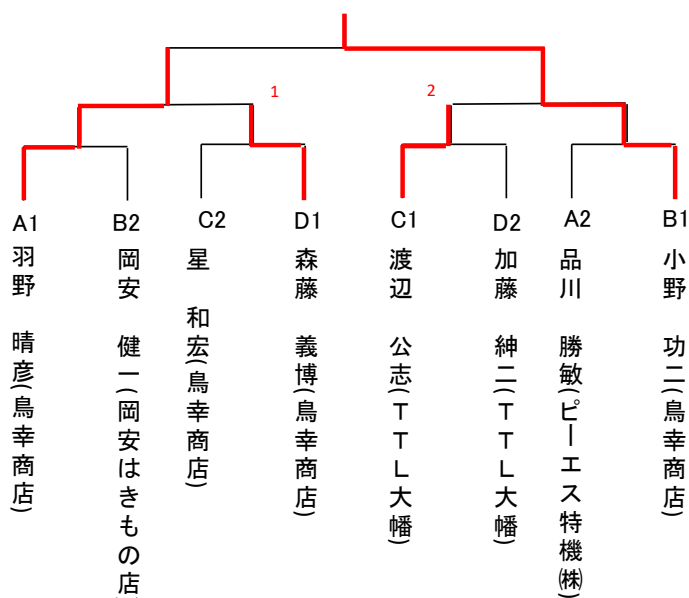 1
2
A1
B2
C2
D1
C1
D2
A2
B1
羽野 晴彦(鳥幸商店)
岡安 健一(岡安はきもの店
星 和宏(鳥幸商店)
森藤 義博(鳥幸商店)
渡辺 公志(TTL大幡)
加藤 紳二(TTL大幡)
品川 勝敏(ピーエス特機㈱)
小野 功二(鳥幸商店)